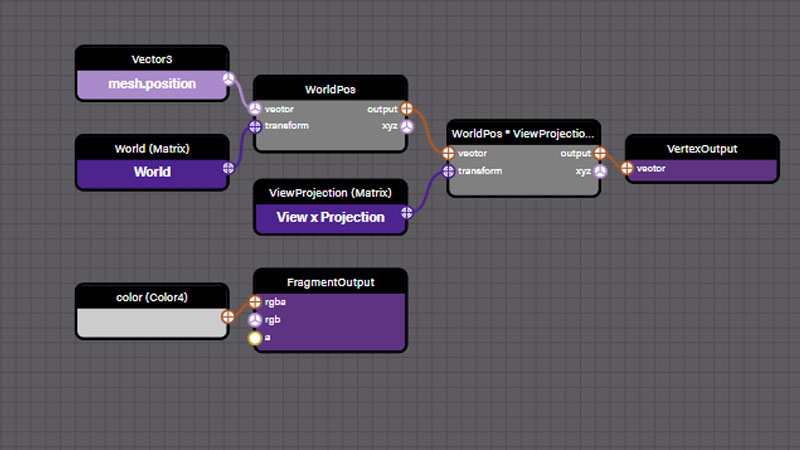 Vector3
mesh.position
World (Matrix)
World
WorldPos
vector output
transform xyz
ViewProjection (Matrix)
View x Projection
WorldPos * ViewProjectio...
vector output
transform xyz
VertexOutput
vector
color (Color4)
FragmentOutput
rgba
rgb
a